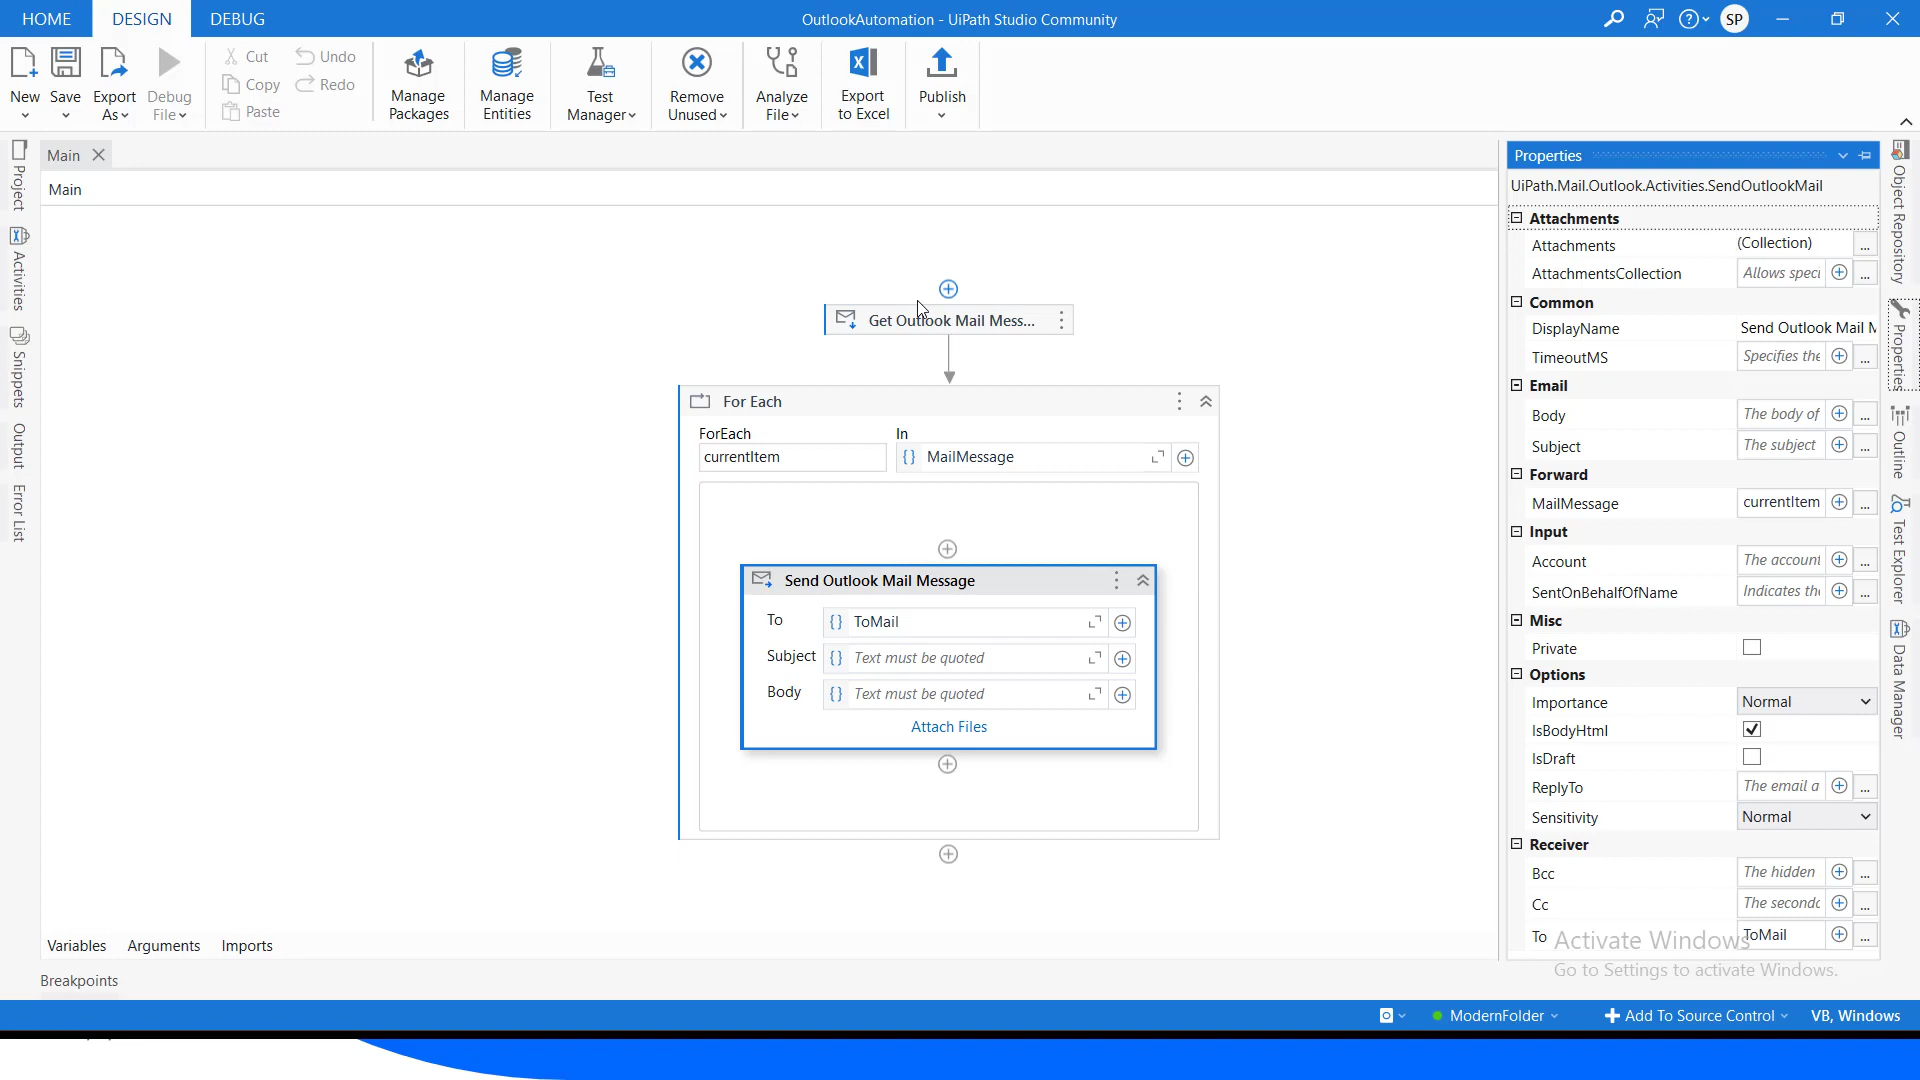 HOME DESIGN DEBUG OutlookAutomation - UiPath Studio Community SP
New Save Export As Debug File Cut Copy Paste Undo Redo Manage Packages Manage Entities Test Manager Remove Unused Analyze File Export to Excel Publish
Main
Main
Project
Activities
Snippets
Output
Error List
Get Outlook Mail Mess...
For Each
ForEach In
currentItem MailMessage
Send Outlook Mail Message
To ToMail
Subject Text must be quoted
Body Text must be quoted
Attach Files
Variables Arguments Imports
Breakpoints
Properties
UiPath.Mail.Outlook.Activities.SendOutlookMail
Attachments
Attachments (Collection) ...
AttachmentsCollection Allows speci ...
Common
DisplayName Send Outlook Mail M
TimeoutMS Specifies the ...
Email
Body The body of ...
Subject The subject ...
Forward
MailMessage currentItem ...
Input
Account The account ...
SentOnBehalfOfName Indicates the ...
Misc
Private
Options
Importance Normal
IsBodyHtml
IsDraft
ReplyTo The email a ...
Sensitivity Normal
Receiver
Bcc The hidden ...
Cc The secondc ...
To ToMail ...
Activate Windows
Go to Settings to activate Windows.
Object Repository
Properties
Outline
Test Explorer
Data Manager
ModernFolder Add To Source Control VB, Windows